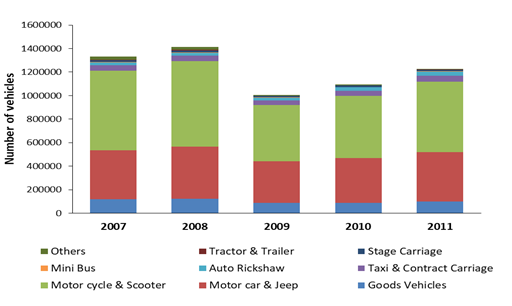 Number of vehicles
1600000
1400000
1200000
1000000
800000
600000
400000
200000
0
2007 2008 2009 2010 2011
Others Tractor & Trailer Stage Carriage
Mini Bus Auto Rickshaw Taxi & Contract Carriage
Motor cycle & Scooter Motor car & Jeep Goods Vehicles